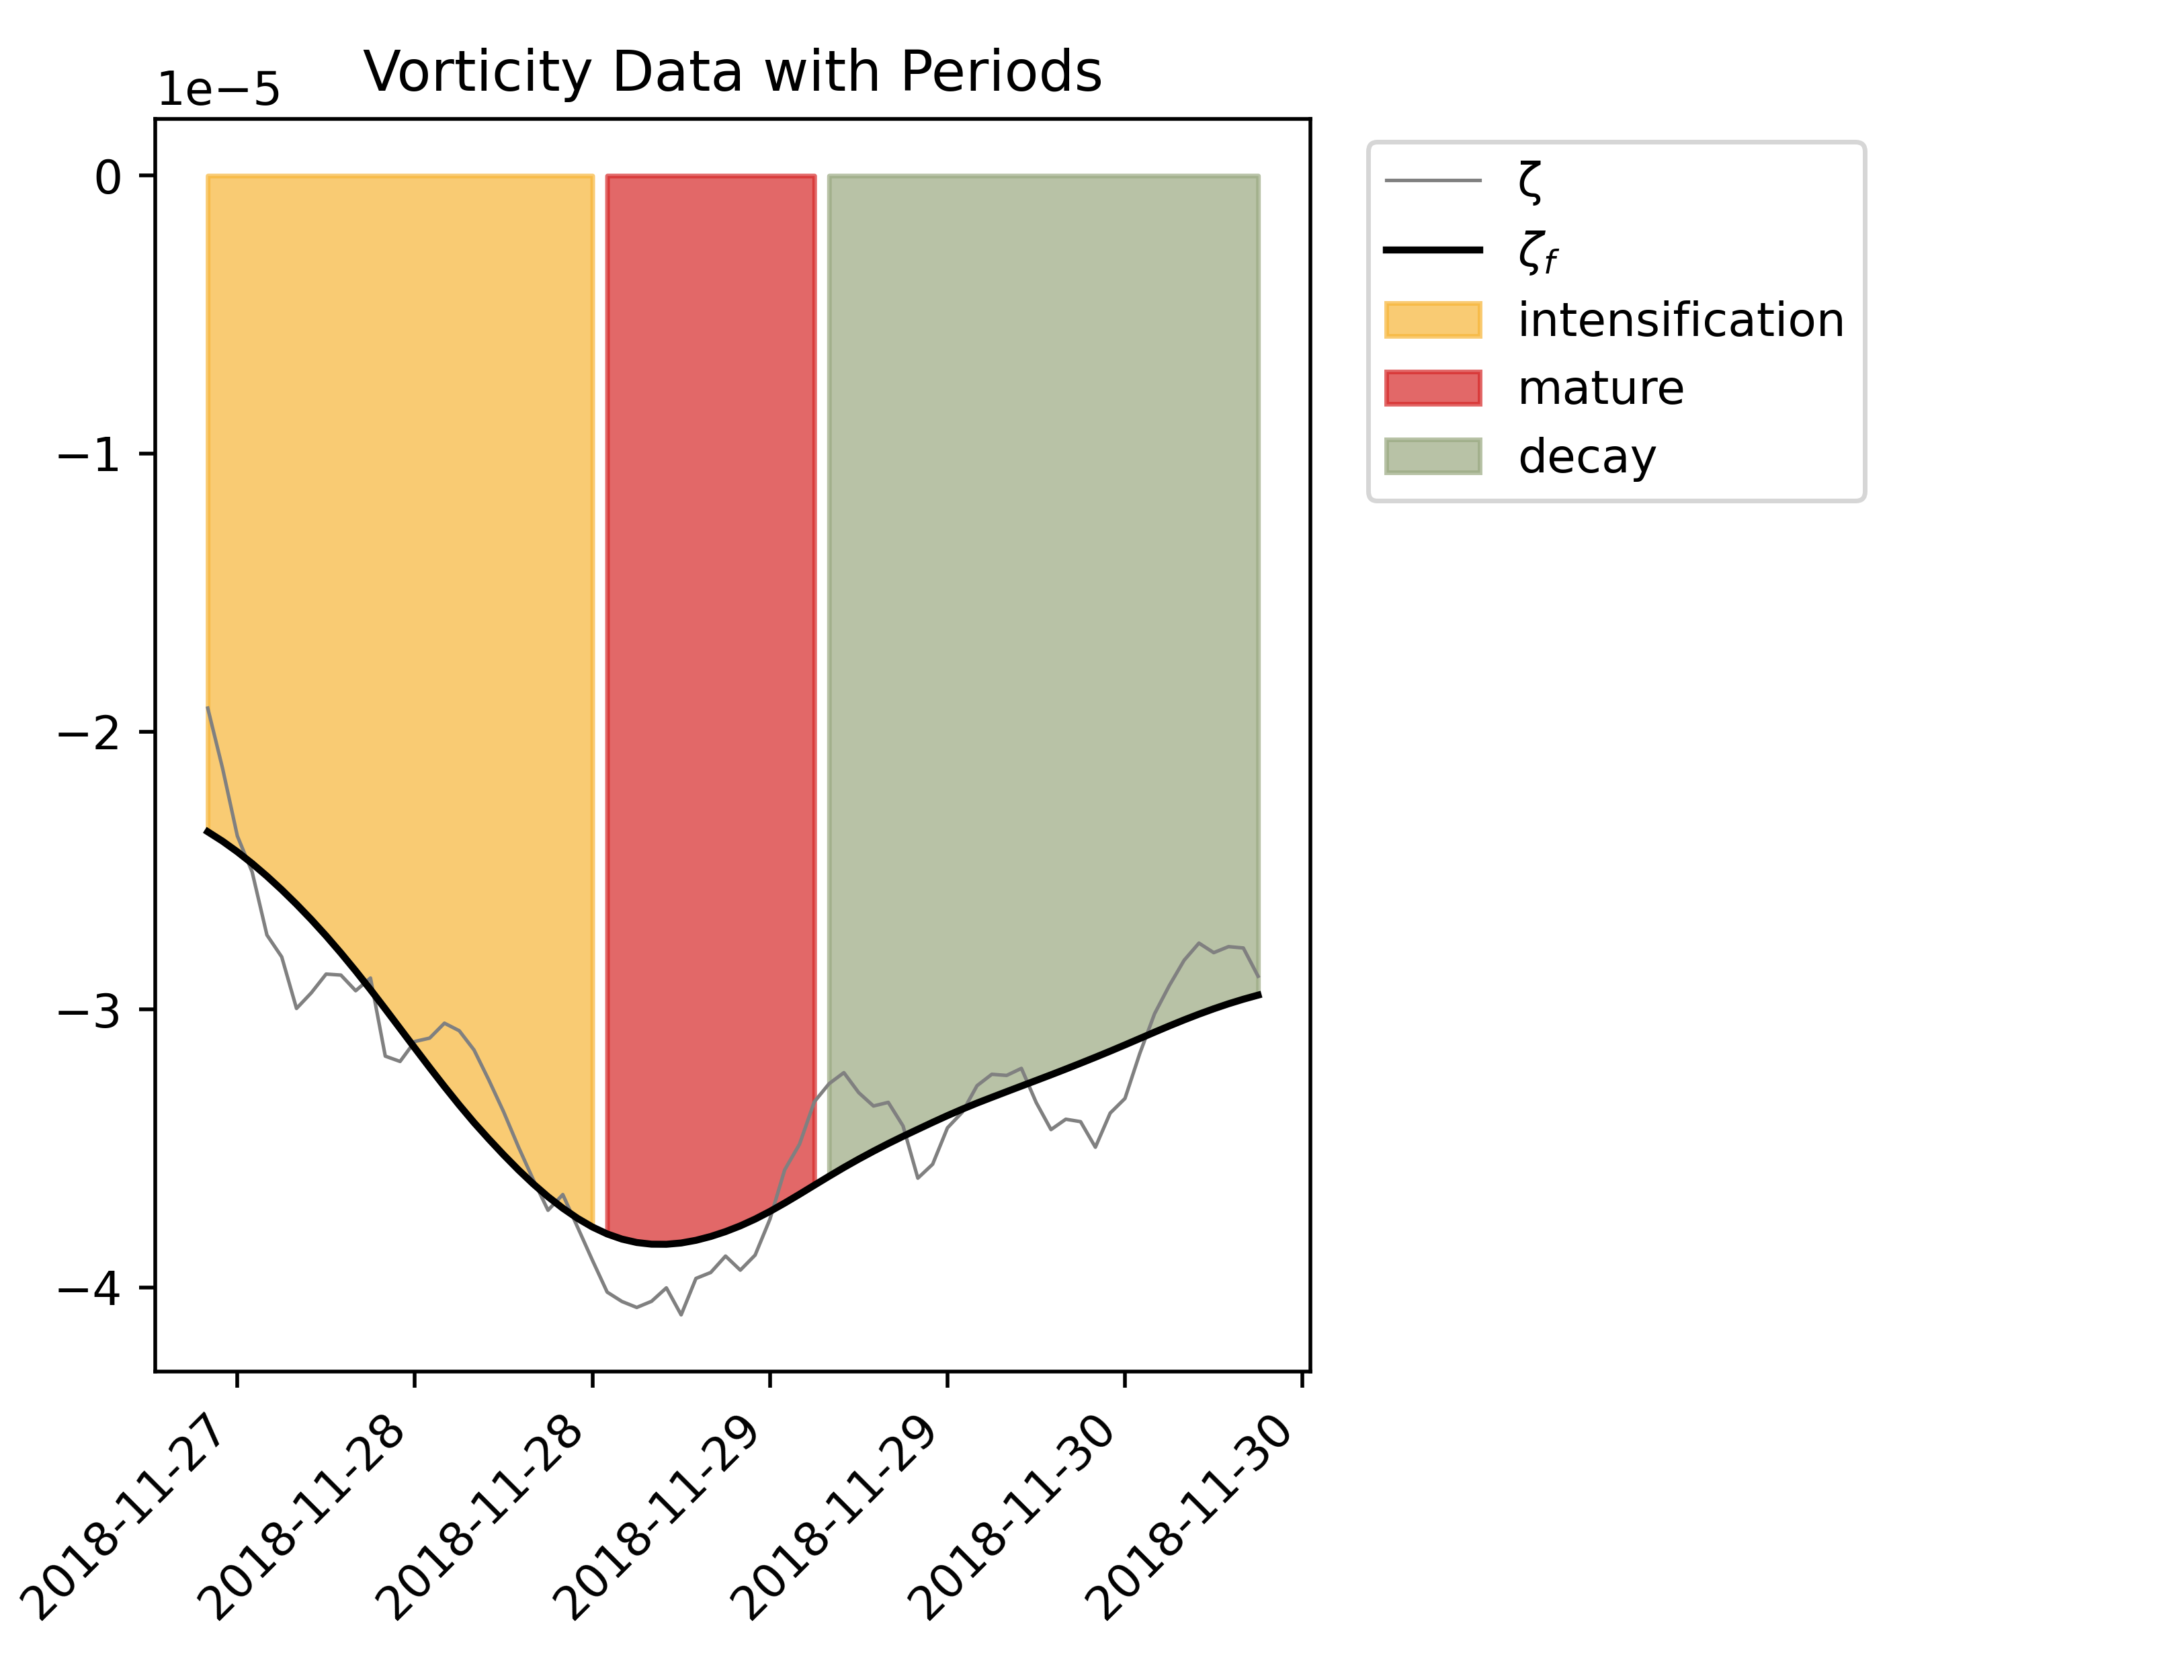 Vorticity Data with Periods
1e−5
0
−1
−2
−3
−4
2018-11-27
2018-11-28
2018-11-28
2018-11-29
2018-11-29
2018-11-30
2018-11-30
ζ
ζf
intensification
mature
decay